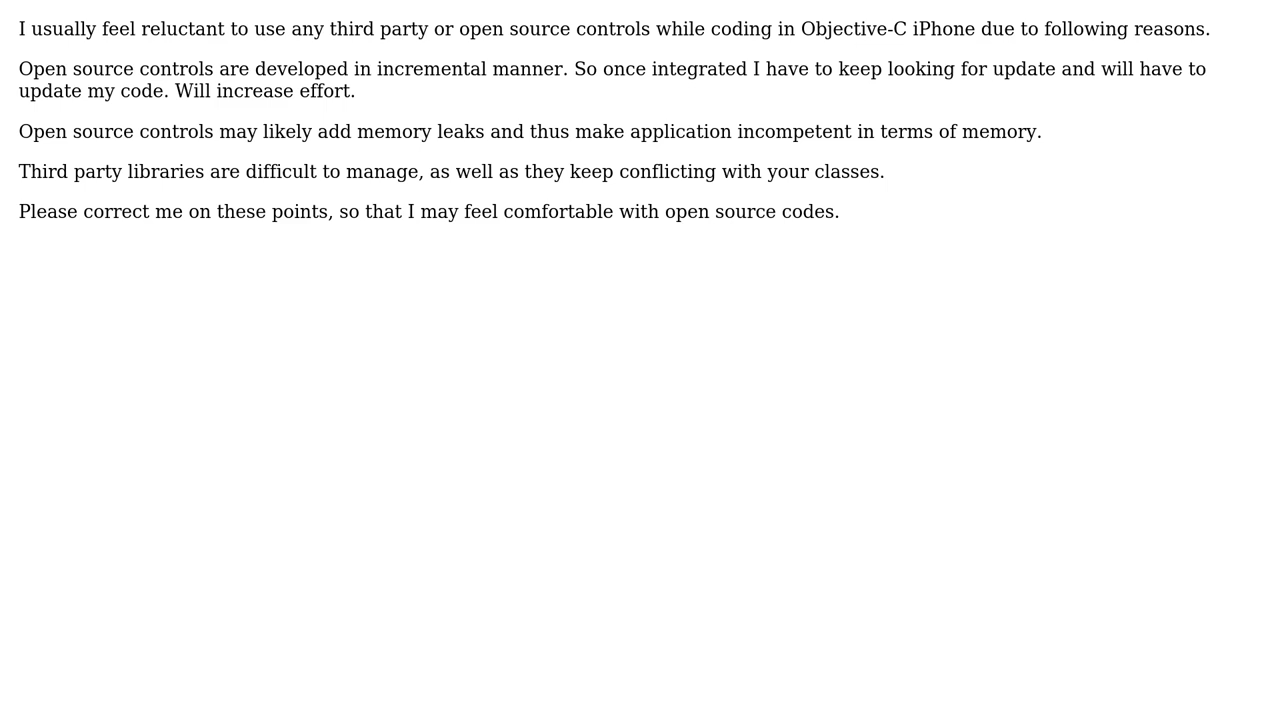 I usually feel reluctant to use any third party or open source controls while coding in Objective-C iPhone due to following reasons.
Open source controls are developed in incremental manner. So once integrated I have to keep looking for update and will have to
update my code. Will increase effort.
Open source controls may likely add memory leaks and thus make application incompetent in terms of memory.
Third party libraries are difficult to manage, as well as they keep conflicting with your classes.
Please correct me on these points, so that I may feel comfortable with open source codes.